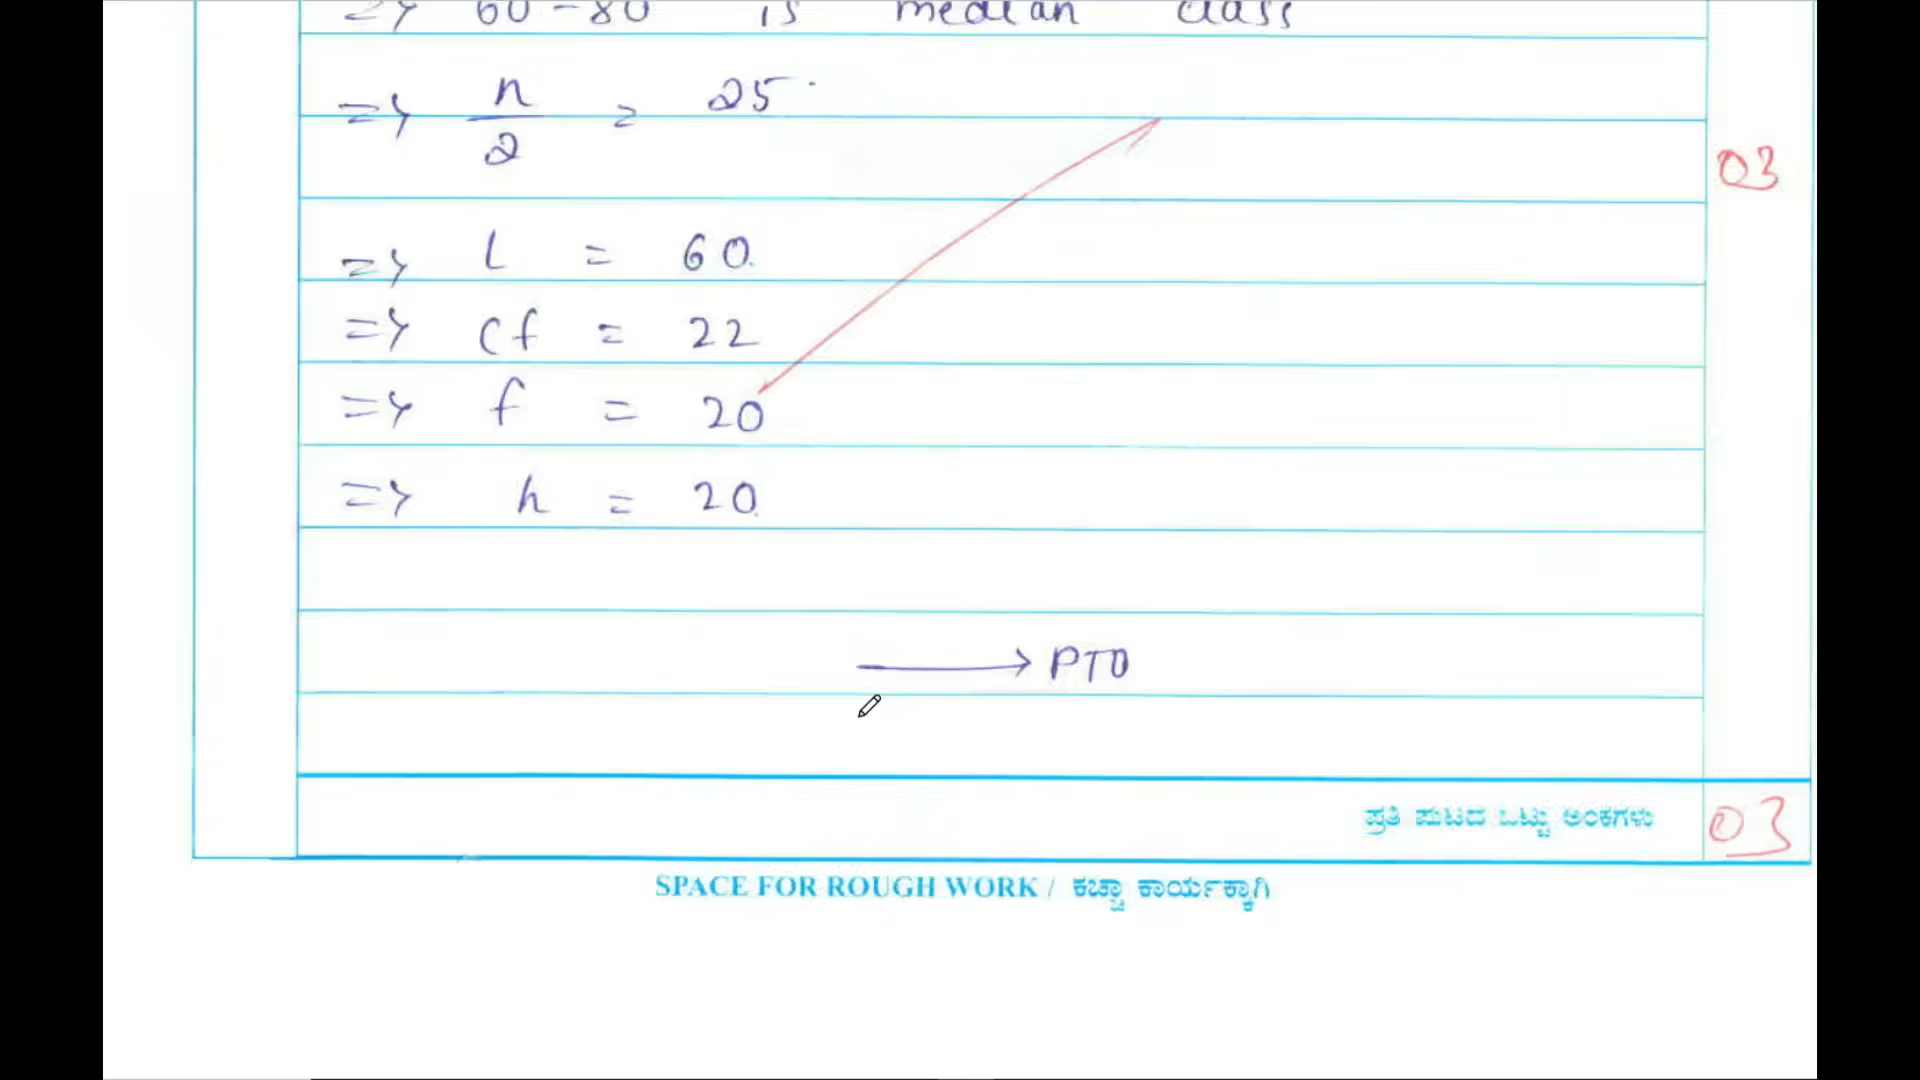 => 60-80 is median class
=> n/2 = 25
03
=> l = 60
=> cf = 22
=> f = 20
=> h = 20
→ PTO
ಪ್ರತಿ ಪುಟದ ಒಟ್ಟು ಅಂಕಗಳು 03
SPACE FOR ROUGH WORK / ಕಚ್ಚಾ ಕಾರ್ಯಕ್ಕಾಗಿ